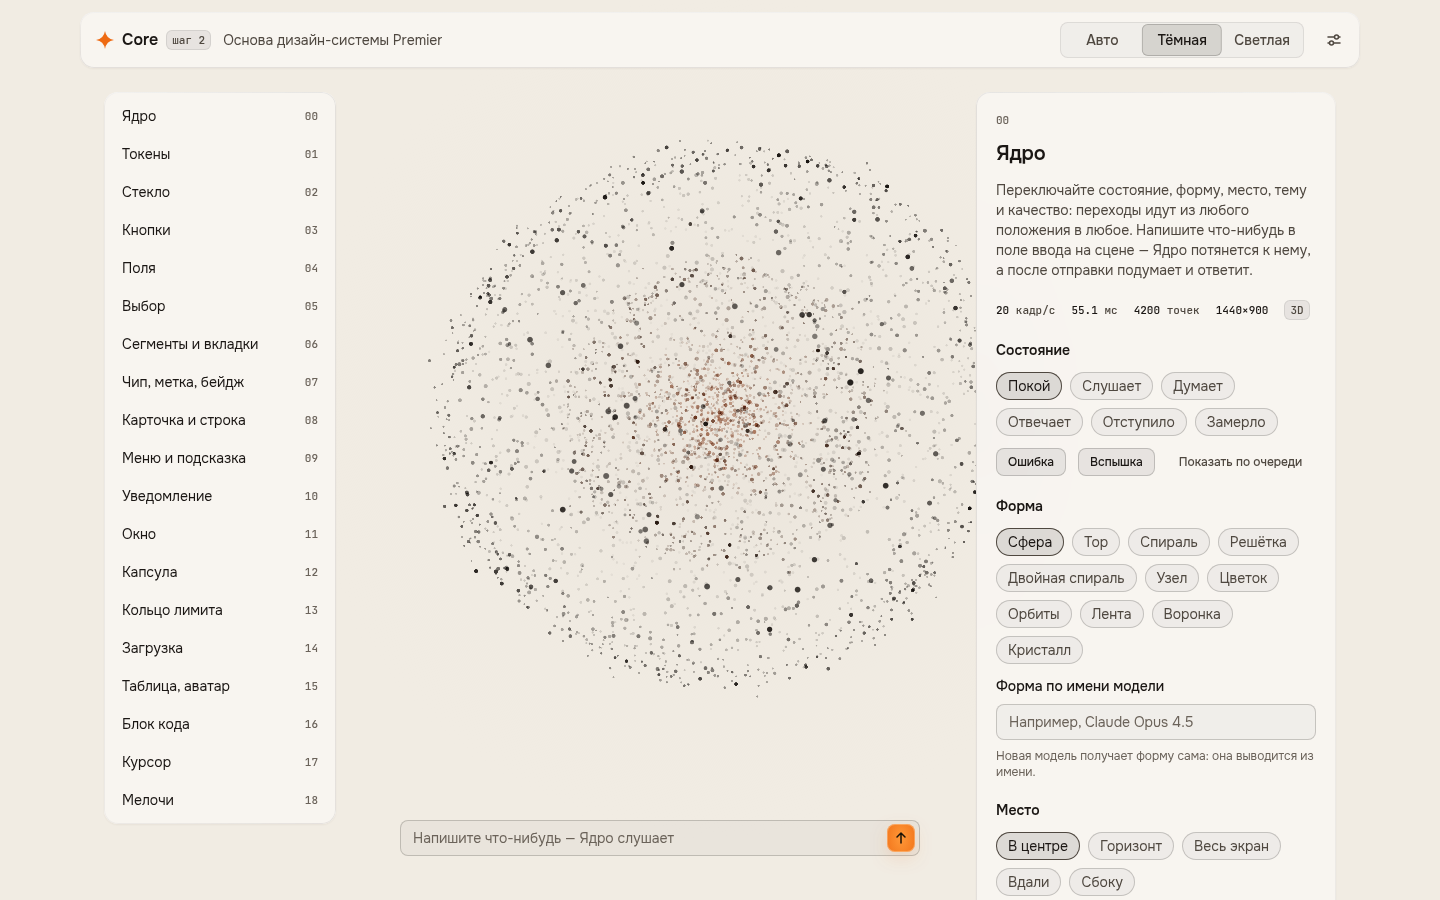 Core шаг 2 Основа дизайн-системы Premier
Авто Тёмная Светлая
Ядро 00
Токены 01
Стекло 02
Кнопки 03
Поля 04
Выбор 05
Сегменты и вкладки 06
Чип, метка, бейдж 07
Карточка и строка 08
Меню и подсказка 09
Уведомление 10
Окно 11
Капсула 12
Кольцо лимита 13
Загрузка 14
Таблица, аватар 15
Блок кода 16
Курсор 17
Мелочи 18
Напишите что-нибудь — Ядро слушает
00
Ядро
Переключайте состояние, форму, место, тему
и качество: переходы идут из любого
положения в любое. Напишите что-нибудь в
поле ввода на сцене — Ядро потянется к нему,
а после отправки подумает и ответит.
20 кадр/с 55.1 мс 4200 точек 1440×900 3D
Состояние
Покой Слушает Думает
Отвечает Отступило Замерло
Ошибка Вспышка Показать по очереди
Форма
Сфера Тор Спираль Решётка
Двойная спираль Узел Цветок
Орбиты Лента Воронка
Кристалл
Форма по имени модели
Например, Claude Opus 4.5
Новая модель получает форму сама: она выводится из
имени.
Место
В центре Горизонт Весь экран
Вдали Сбоку